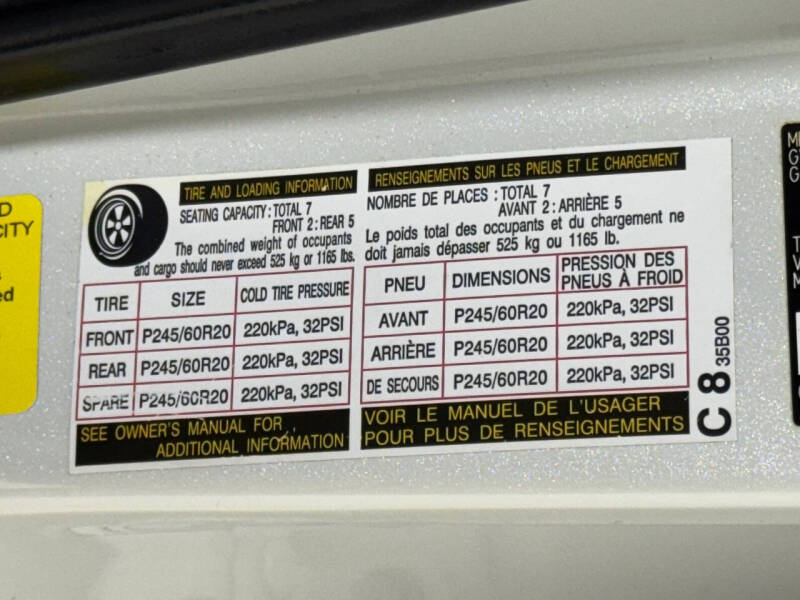 TIRE AND LOADING INFORMATION
SEATING CAPACITY: TOTAL 7
FRONT 2: REAR 5
The combined weight of occupants
and cargo should never exceed 525 kg or 1165 lbs.
TIRE SIZE COLD TIRE PRESSURE
FRONT P245/60R20 220kPa, 32PSI
REAR P245/60R20 220kPa, 32PSI
SPARE P245/60R20 220kPa, 32PSI
SEE OWNER'S MANUAL FOR
ADDITIONAL INFORMATION
RENSEIGNEMENTS SUR LES PNEUS ET LE CHARGEMENT
NOMBRE DE PLACES : TOTAL 7
AVANT 2: ARRIÈRE 5
Le poids total des occupants et du chargement ne
doit jamais dépasser 525 kg ou 1165 lb.
PNEU DIMENSIONS PRESSION DES
PNEUS À FROID
AVANT P245/60R20 220kPa, 32PSI
ARRIÈRE P245/60R20 220kPa, 32PSI
DE SECOURS P245/60R20 220kPa, 32PSI
VOIR LE MANUEL DE L'USAGER
POUR PLUS DE RENSEIGNEMENTS
C 8 35B00